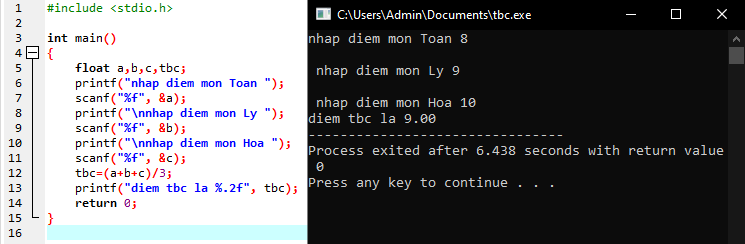 1 #include <stdio.h>
2
3 int main()
4 {
5 float a,b,c,tbc;
6 printf("nhap diem mon Toan ");
7 scanf("%f", &a);
8 printf("\nnhap diem mon Ly ");
9 scanf("%f", &b);
10 printf("\nnhap diem mon Hoa ");
11 scanf("%f", &c);
12 tbc=(a+b+c)/3;
13 printf("diem tbc la %.2f", tbc);
14 return 0;
15 }
16
C:\Users\Admin\Documents\tbc.exe
nhap diem mon Toan 8
nhap diem mon Ly 9
nhap diem mon Hoa 10
diem tbc la 9.00
--------------------------------
Process exited after 6.438 seconds with return value
0
Press any key to continue . . .